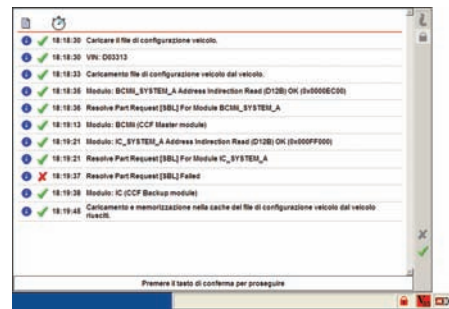 18:18:30 Caricare il file di configurazione veicolo.
18:18:30 VIN: D03313
18:18:33 Caricamento file di configurazione veicolo dal veicolo.
18:18:35 Modulo: BCMii_SYSTEM_A Address Indirection Read (D12B) OK (0x0000EC00)
18:18:36 Resolve Part Request [SBL] For Module BCMii_SYSTEM_A
18:19:13 Modulo: BCMii (CCF Master module)
18:19:21 Modulo: IC_SYSTEM_A Address Indirection Read (D12B) OK (0x000FF000)
18:19:21 Resolve Part Request [SBL] For Module IC_SYSTEM_A
18:19:37 Resolve Part Request [SBL] Failed
18:19:38 Modulo: IC (CCF Backup module)
18:19:45 Caricamento e memorizzazione nella cache del file di configurazione veicolo dal veicolo
riusciti.
Premere il tasto di conferma per proseguire